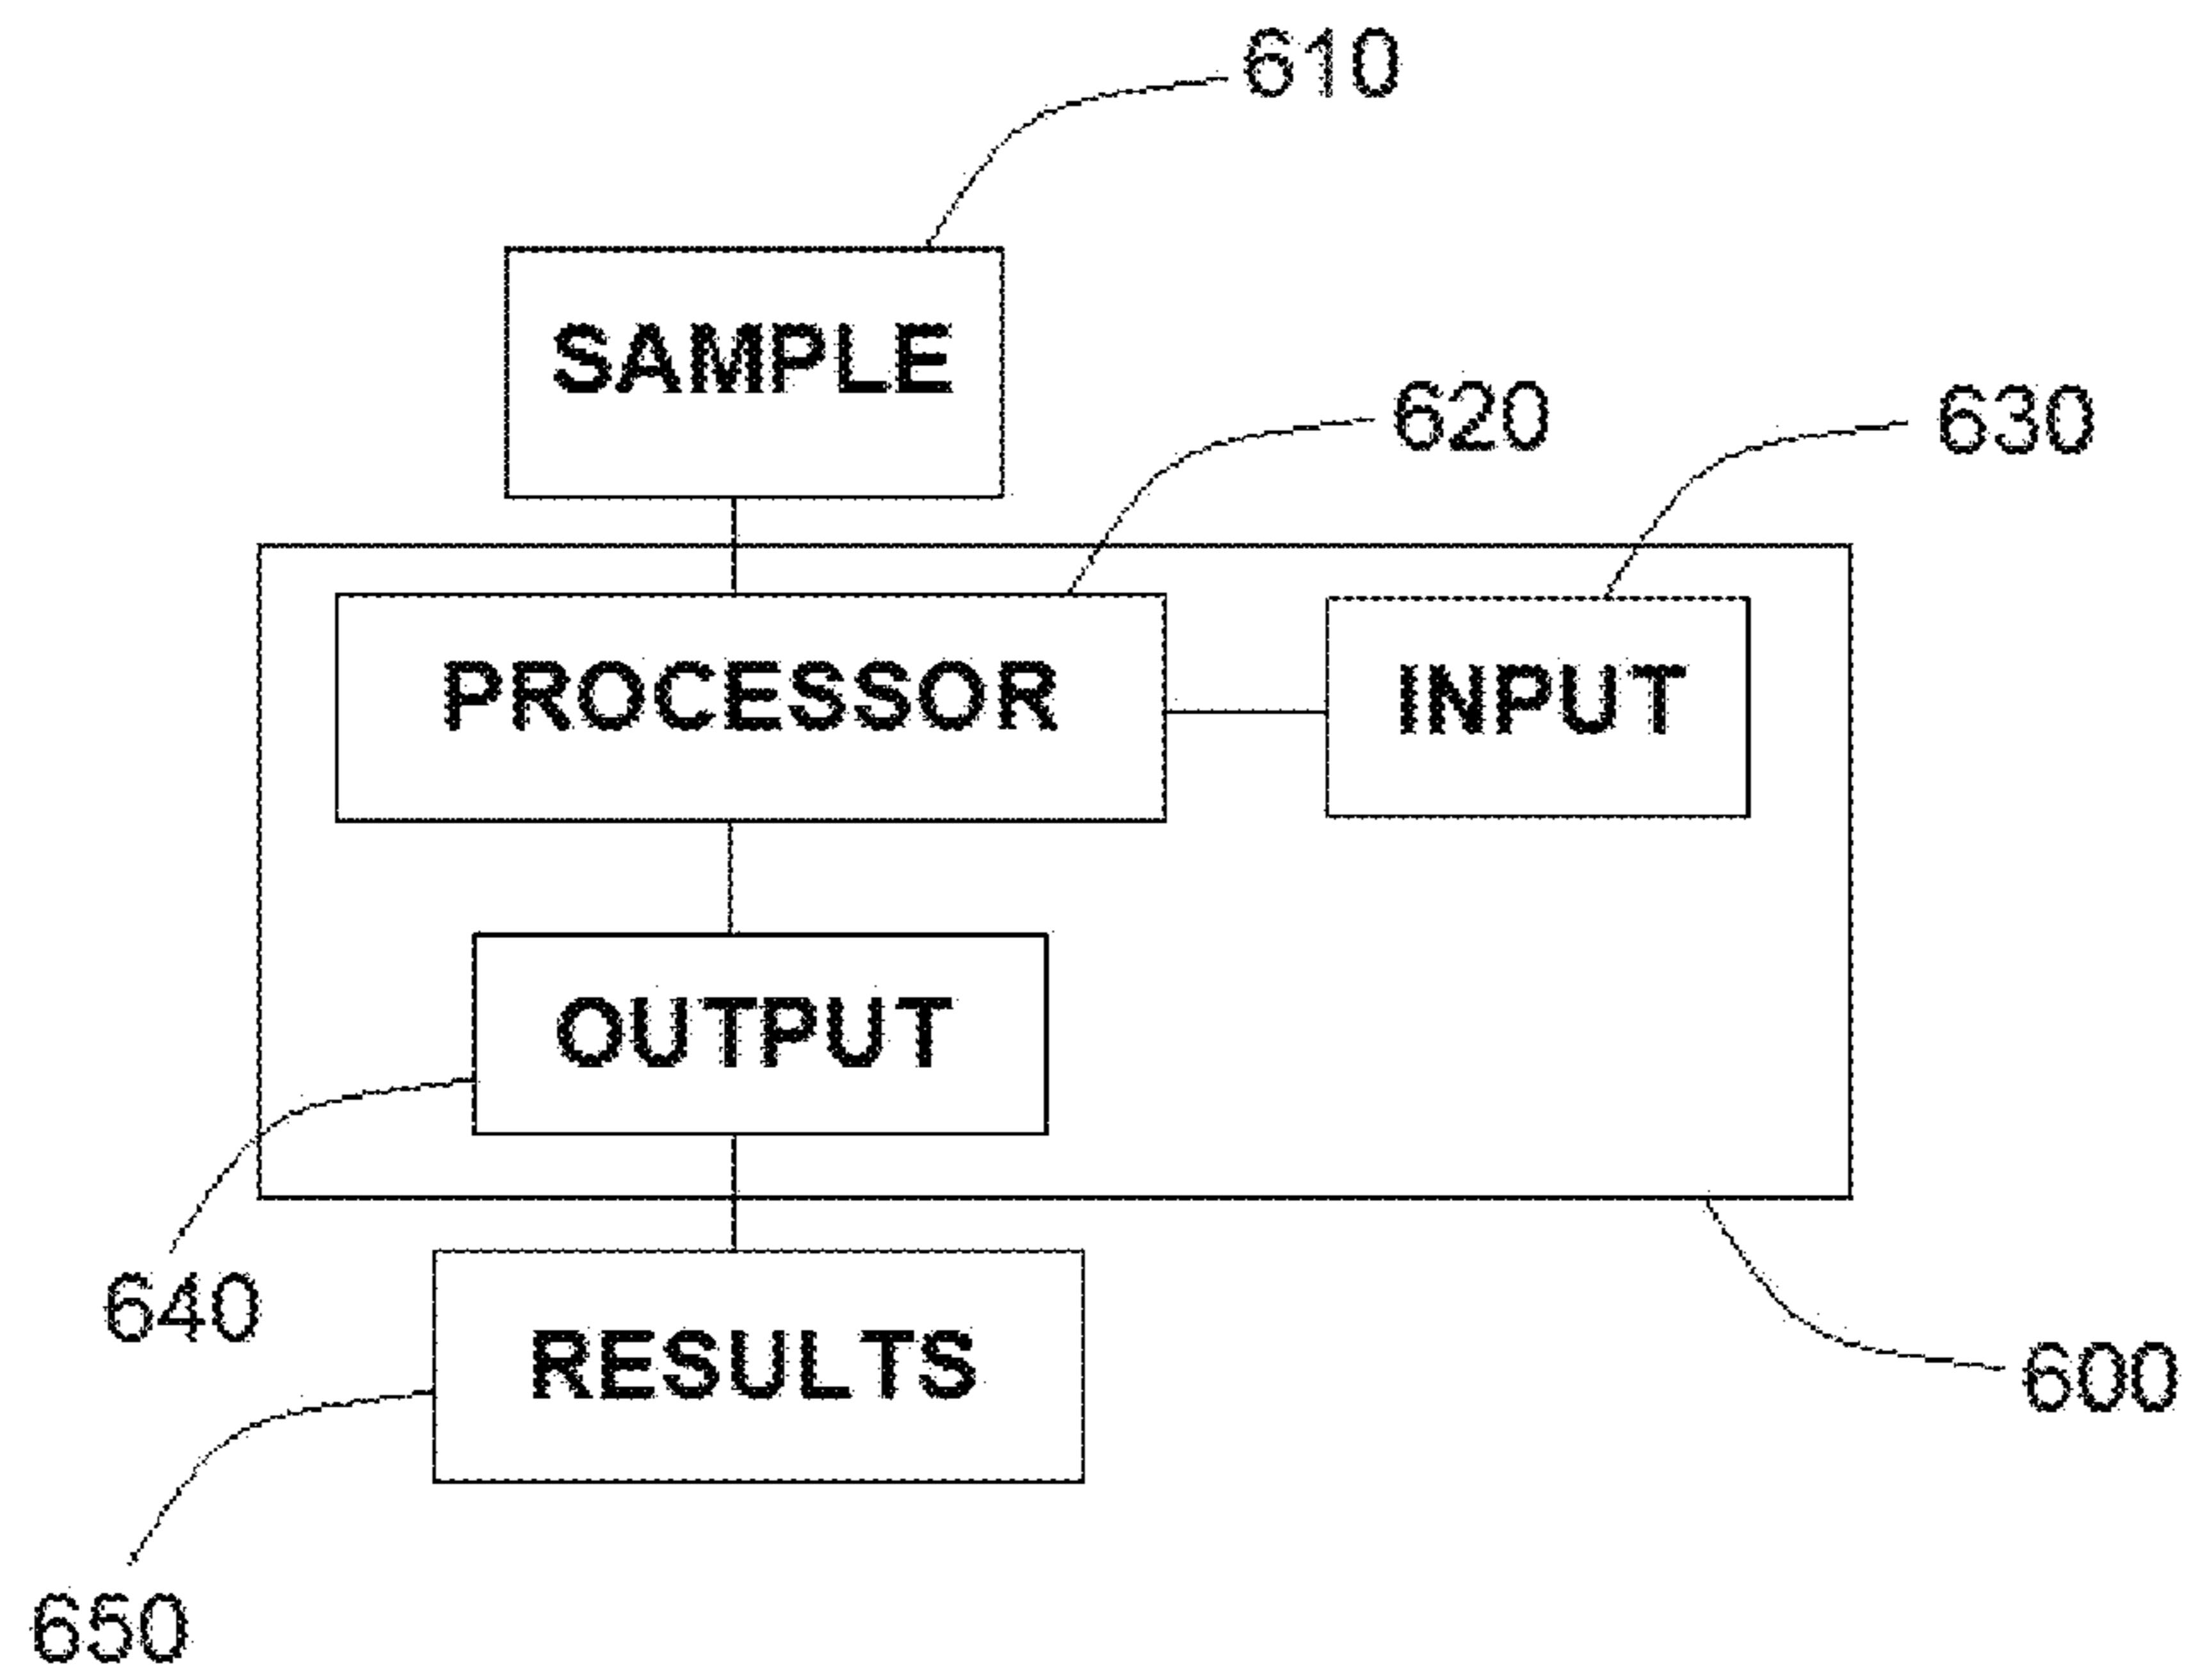 610
SAMPLE
620
630
PROCESSOR
INPUT
OUTPUT
640
RESULTS
600
650